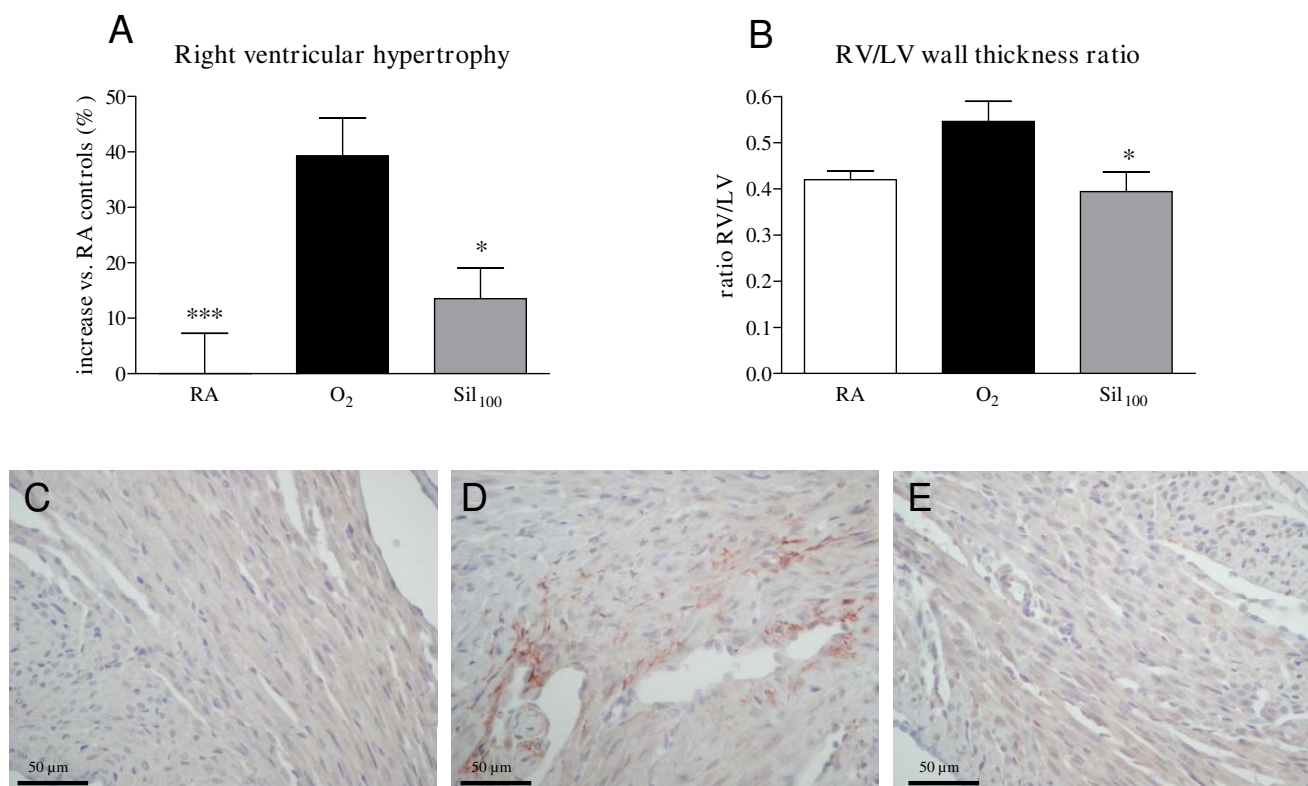 A
Right ventricular hypertrophy
increase vs. RA controls (%)
50
40
30
20
10
0
***
*
RA
O2
Sil100
B
RV/LV wall thickness ratio
ratio RV/LV
0.6
0.5
0.4
0.3
0.2
0.1
0.0
*
RA
O2
Sil100
C
50 µm
D
50 µm
E
50 µm